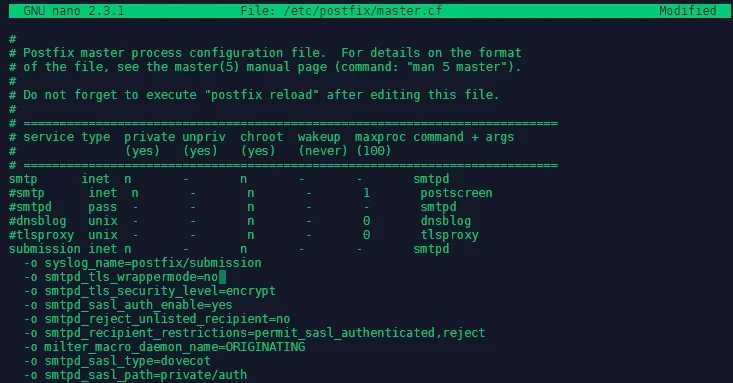 GNU nano 2.3.1 File: /etc/postfix/master.cf Modified
#
# Postfix master process configuration file.  For details on the format
# of the file, see the master(5) manual page (command: "man 5 master").
#
# Do not forget to execute "postfix reload" after editing this file.
#
# ==========================================================================
# service type  private unpriv  chroot  wakeup  maxproc command + args
#               (yes)   (yes)   (yes)   (never) (100)
# ==========================================================================
smtp      inet  n       -       n       -       -       smtpd
#smtp      inet  n       -       n       -       1       postscreen
#smtpd     pass  -       -       n       -       -       smtpd
#dnsblog   unix  -       -       n       -       0       dnsblog
#tlsproxy  unix  -       -       n       -       0       tlsproxy
submission inet n       -       n       -       -       smtpd
  -o syslog_name=postfix/submission
  -o smtpd_tls_wrappermode=no
  -o smtpd_tls_security_level=encrypt
  -o smtpd_sasl_auth_enable=yes
  -o smtpd_reject_unlisted_recipient=no
  -o smtpd_recipient_restrictions=permit_sasl_authenticated,reject
  -o milter_macro_daemon_name=ORIGINATING
  -o smtpd_sasl_type=dovecot
  -o smtpd_sasl_path=private/auth